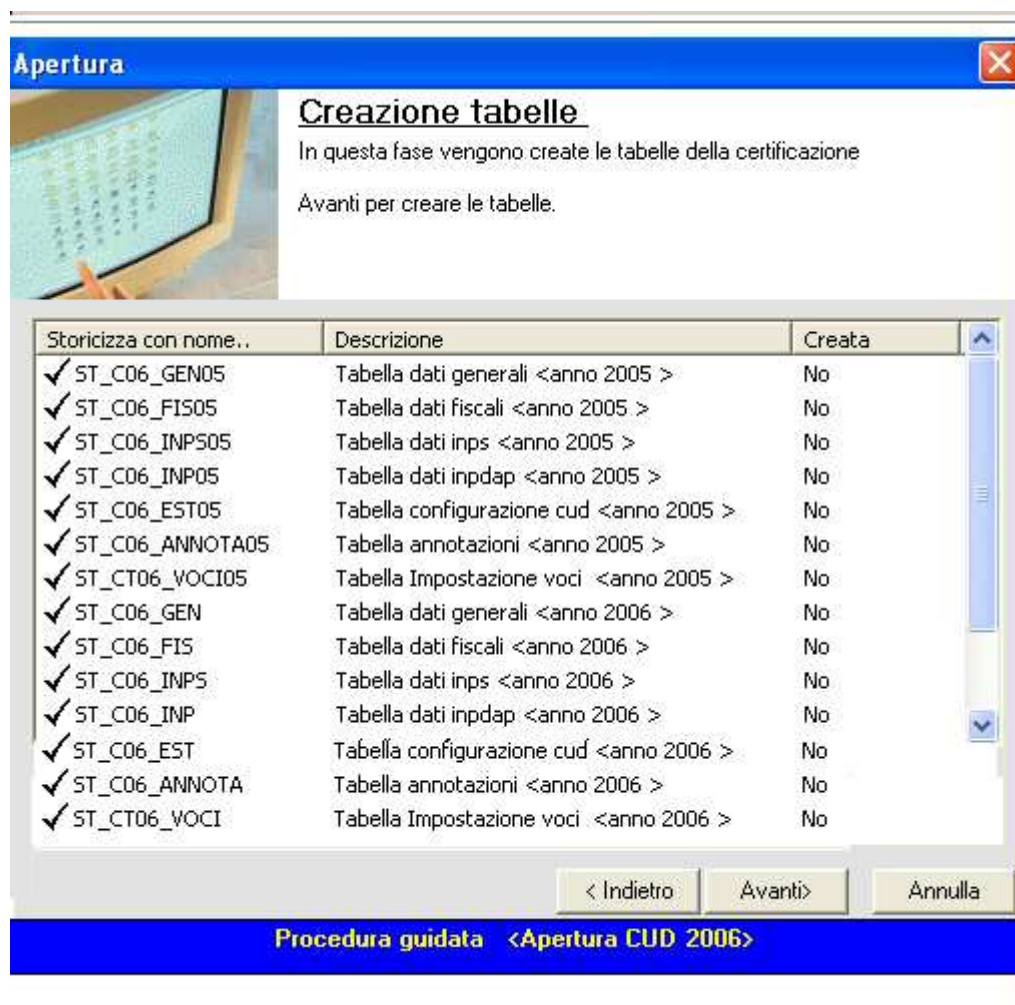 Apertura
Creazione tabelle
In questa fase vengono create le tabelle della certificazione
Avanti per creare le tabelle.
Storicizza con nome.. Descrizione Creata
ST_C06_GEN05 Tabella dati generali <anno 2005 > No
ST_C06_FIS05 Tabella dati fiscali <anno 2005 > No
ST_C06_INPS05 Tabella dati inps <anno 2005 > No
ST_C06_INP05 Tabella dati inpdap <anno 2005 > No
ST_C06_EST05 Tabella configurazione cud <anno 2005 > No
ST_C06_ANNOTA05 Tabella annotazioni <anno 2005 > No
ST_CT06_VOCI05 Tabella Impostazione voci <anno 2005 > No
ST_C06_GEN Tabella dati generali <anno 2006 > No
ST_C06_FIS Tabella dati fiscali <anno 2006 > No
ST_C06_INPS Tabella dati inps <anno 2006 > No
ST_C06_INP Tabella dati inpdap <anno 2006 > No
ST_C06_EST Tabella configurazione cud <anno 2006 > No
ST_C06_ANNOTA Tabella annotazioni <anno 2006 > No
ST_CT06_VOCI Tabella Impostazione voci <anno 2006 > No
< Indietro Avanti> Annulla
Procedura guidata <Apertura CUD 2006>